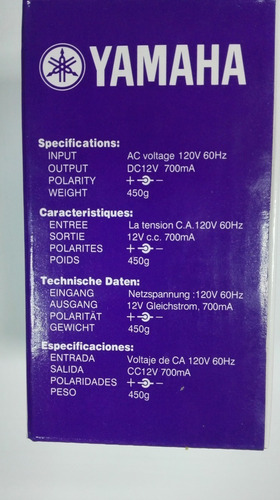 YAMAHA
Specifications:
INPUT AC voltage 120V 60Hz
OUTPUT DC12V 700mA
POLARITY + -
WEIGHT 450g
Caracteristiques:
ENTREE La tension C.A.120V 60Hz
SORTIE 12V c.c. 700mA
POLARITES + -
POIDS 450g
Technische Daten:
EINGANG Netzspannung :120V 60Hz
AUSGANG 12V Gleichstrom, 700mA
POLARITÄT + -
GEWICHT 450g
Especificaciones:
ENTRADA Voltaje de CA 120V 60Hz
SALIDA CC12V 700mA
POLARIDADES + -
PESO 450g